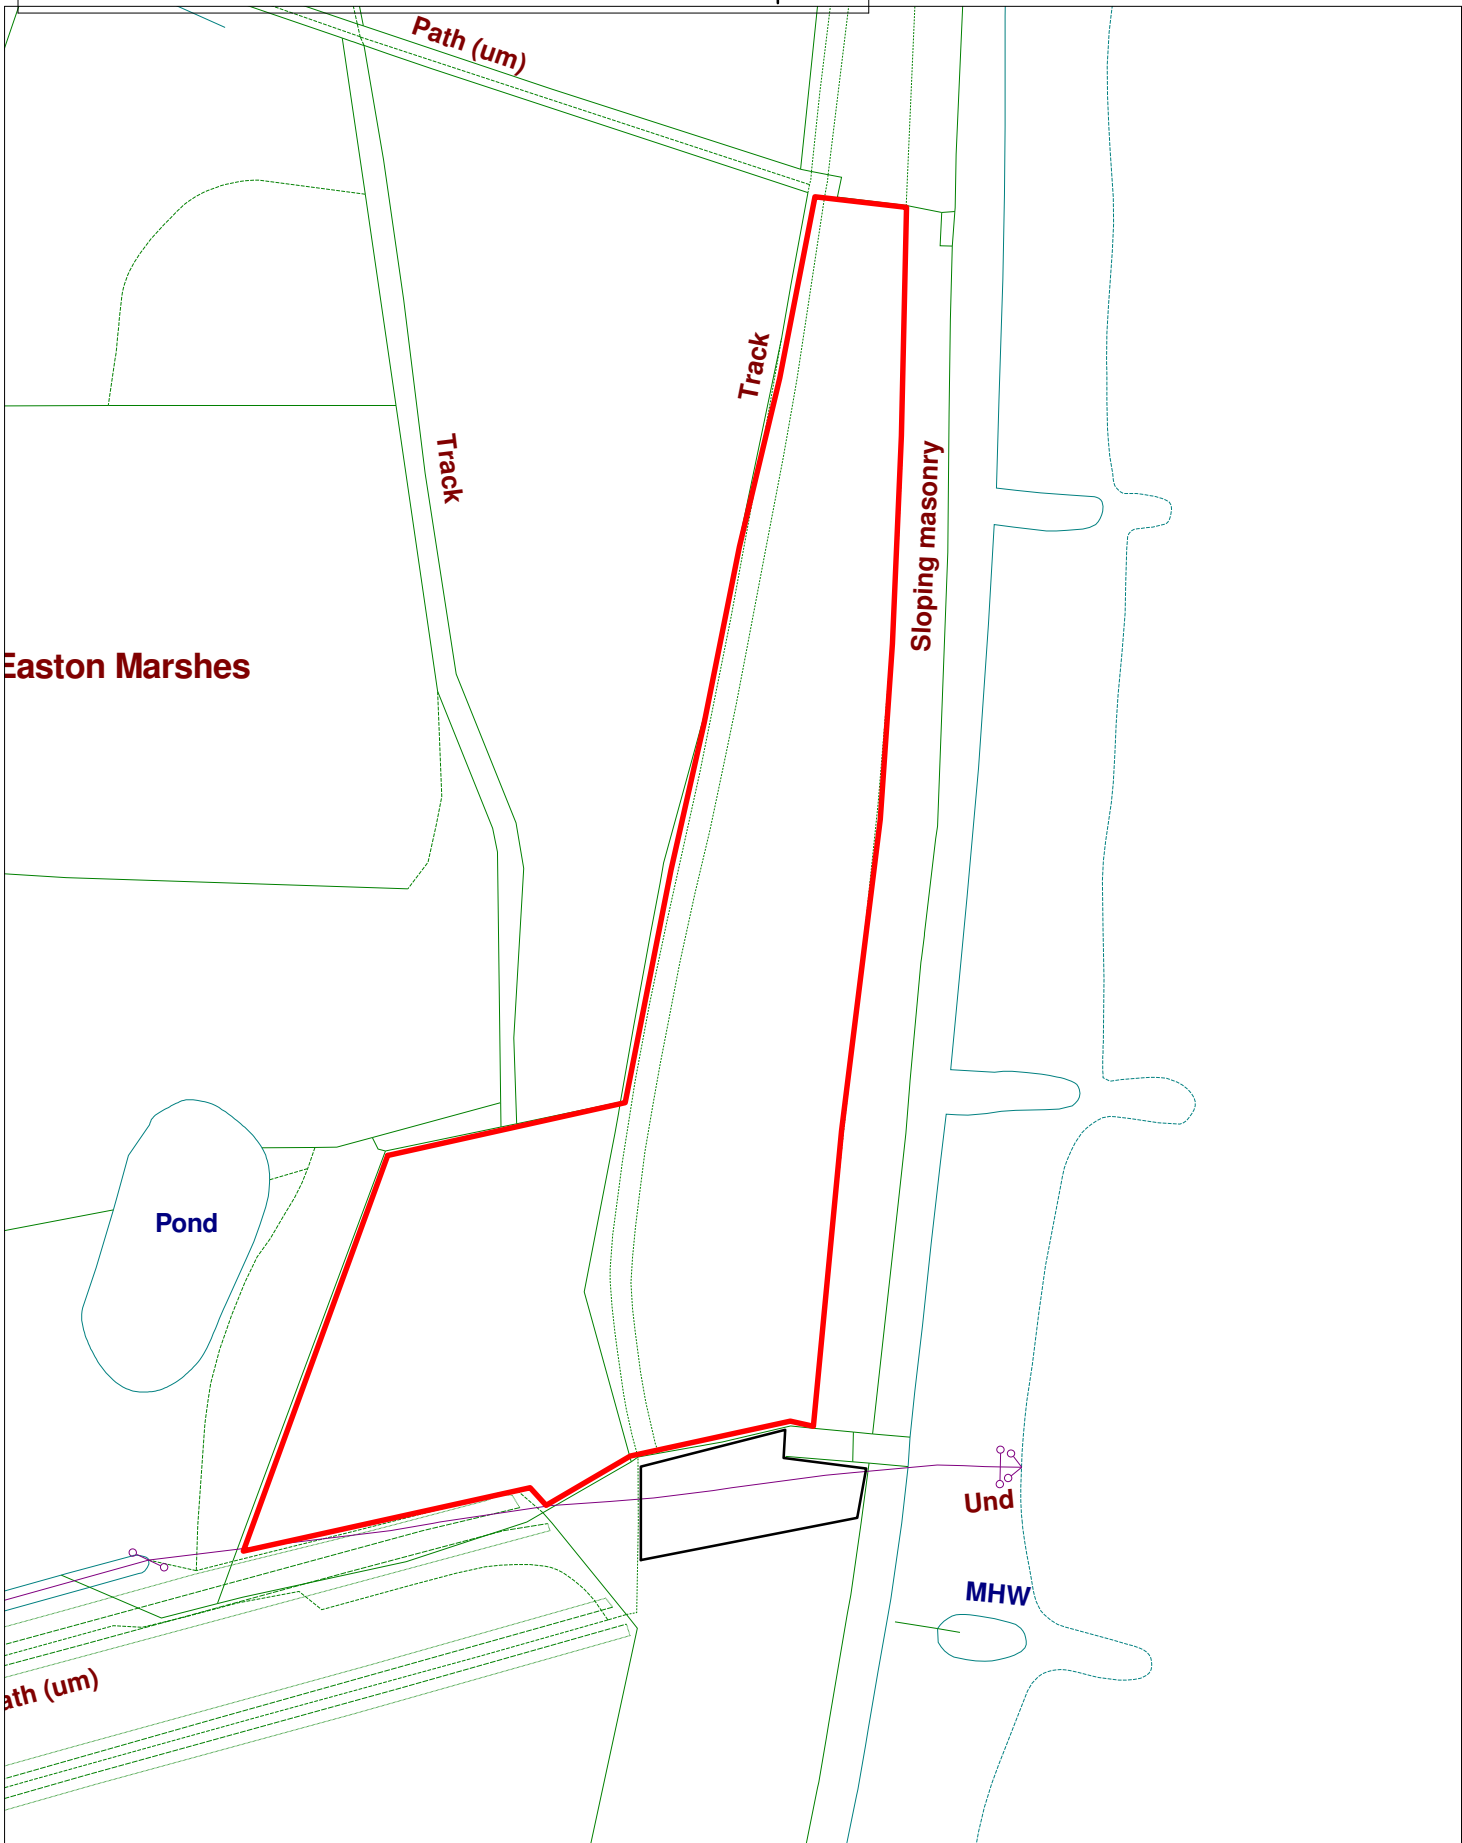 Path (um)
Track
Track
Sloping masonry
Easton Marshes
Pond
Und
MHW
ath (um)